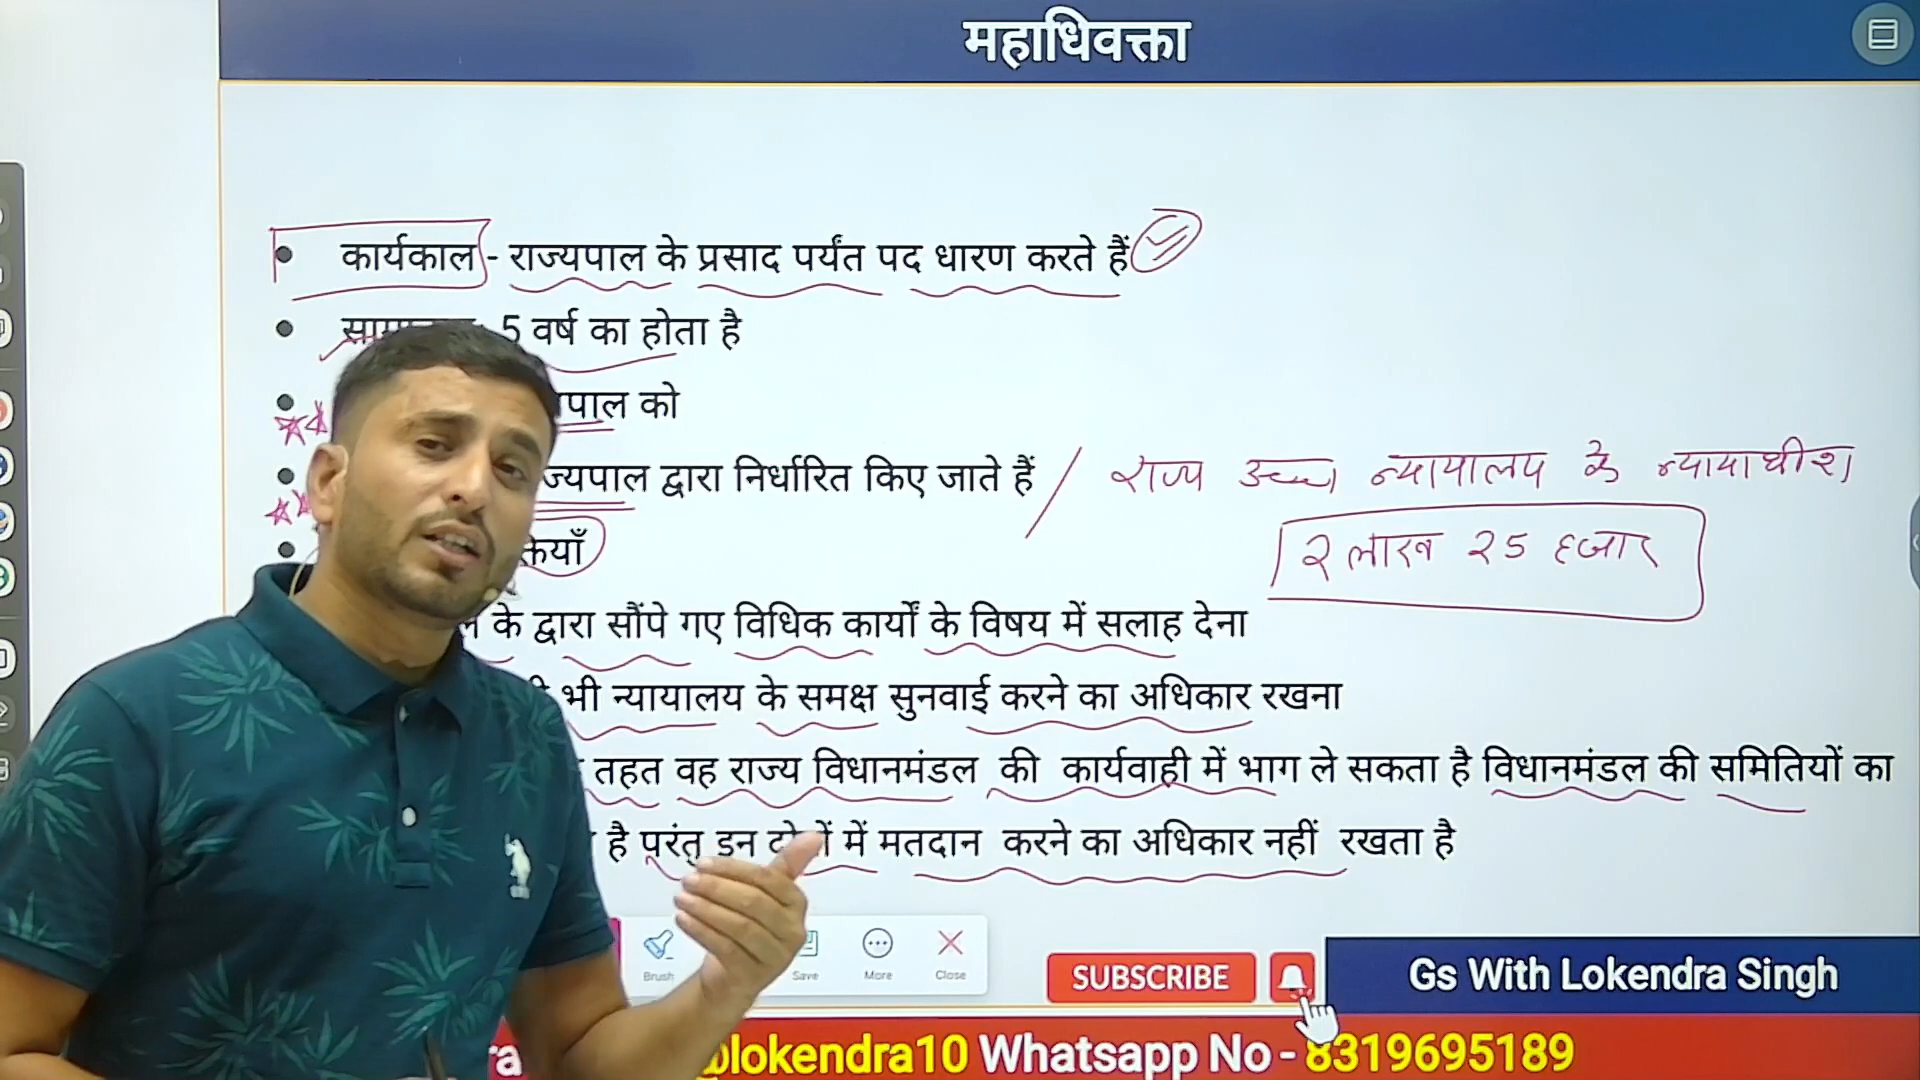 महाधिवक्ता
कार्यकाल - राज्यपाल के प्रसाद पर्यंत पद धारण करते हैं
5 वर्ष का होता है
को
द्वारा निर्धारित किए जाते हैं / राज्य उच्च न्यायालय के न्यायाधीश
2 लाख 25 हजार
के द्वारा सौंपे गए विधिक कार्यों के विषय में सलाह देना
भी न्यायालय के समक्ष सुनवाई करने का अधिकार रखना
तहत वह राज्य विधानमंडल की कार्यवाही में भाग ले सकता है विधानमंडल की समितियों का
है परंतु इन में मतदान करने का अधिकार नहीं रखता है
Brush Save More Close
SUBSCRIBE
Gs With Lokendra Singh
@lokendra10 Whatsapp No - 8319695189